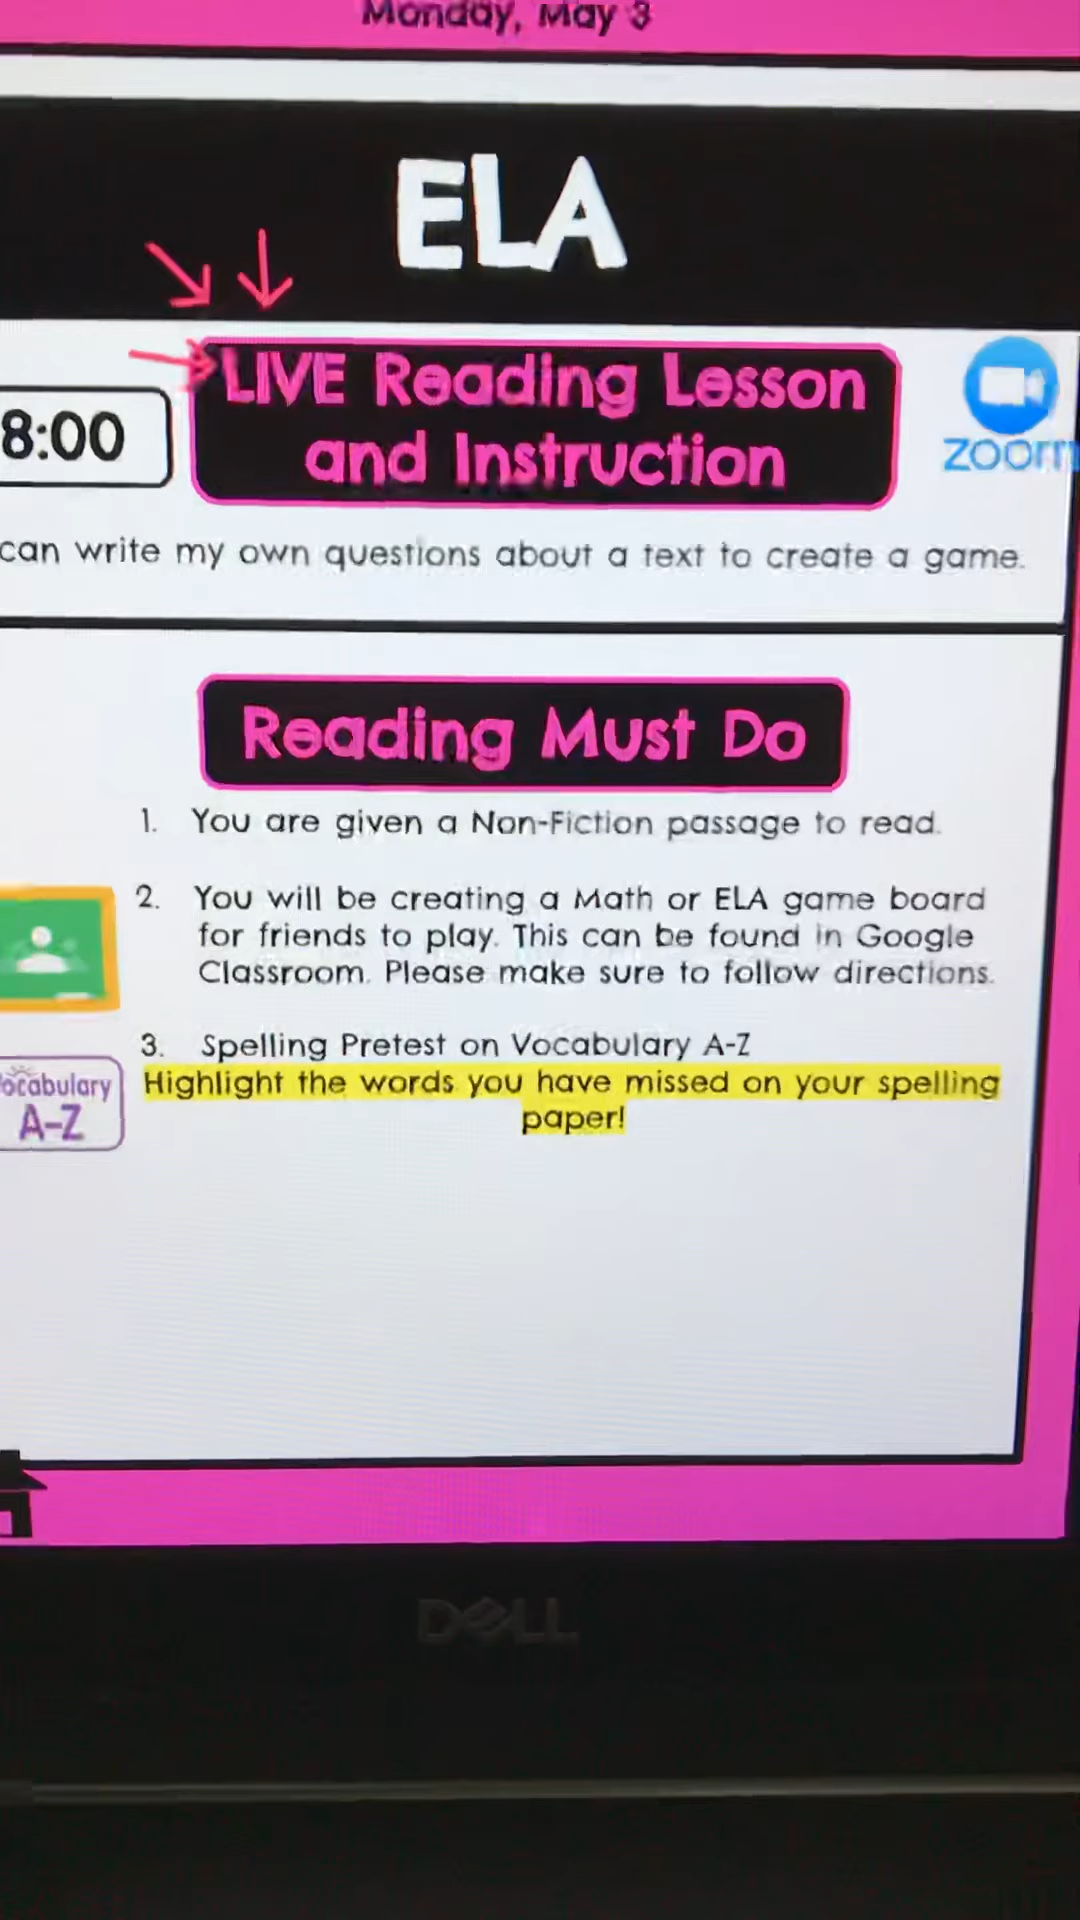 Monday, May 3
ELA
LIVE Reading Lesson
and Instruction
8:00
zoom
can write my own questions about a text to create a game.
Reading Must Do
1. You are given a Non-Fiction passage to read.
2. You will be creating a Math or ELA game board
for friends to play. This can be found in Google
Classroom. Please make sure to follow directions.
3. Spelling Pretest on Vocabulary A-Z
Highlight the words you have missed on your spelling
paper!
ocabulary
A-Z
DELL